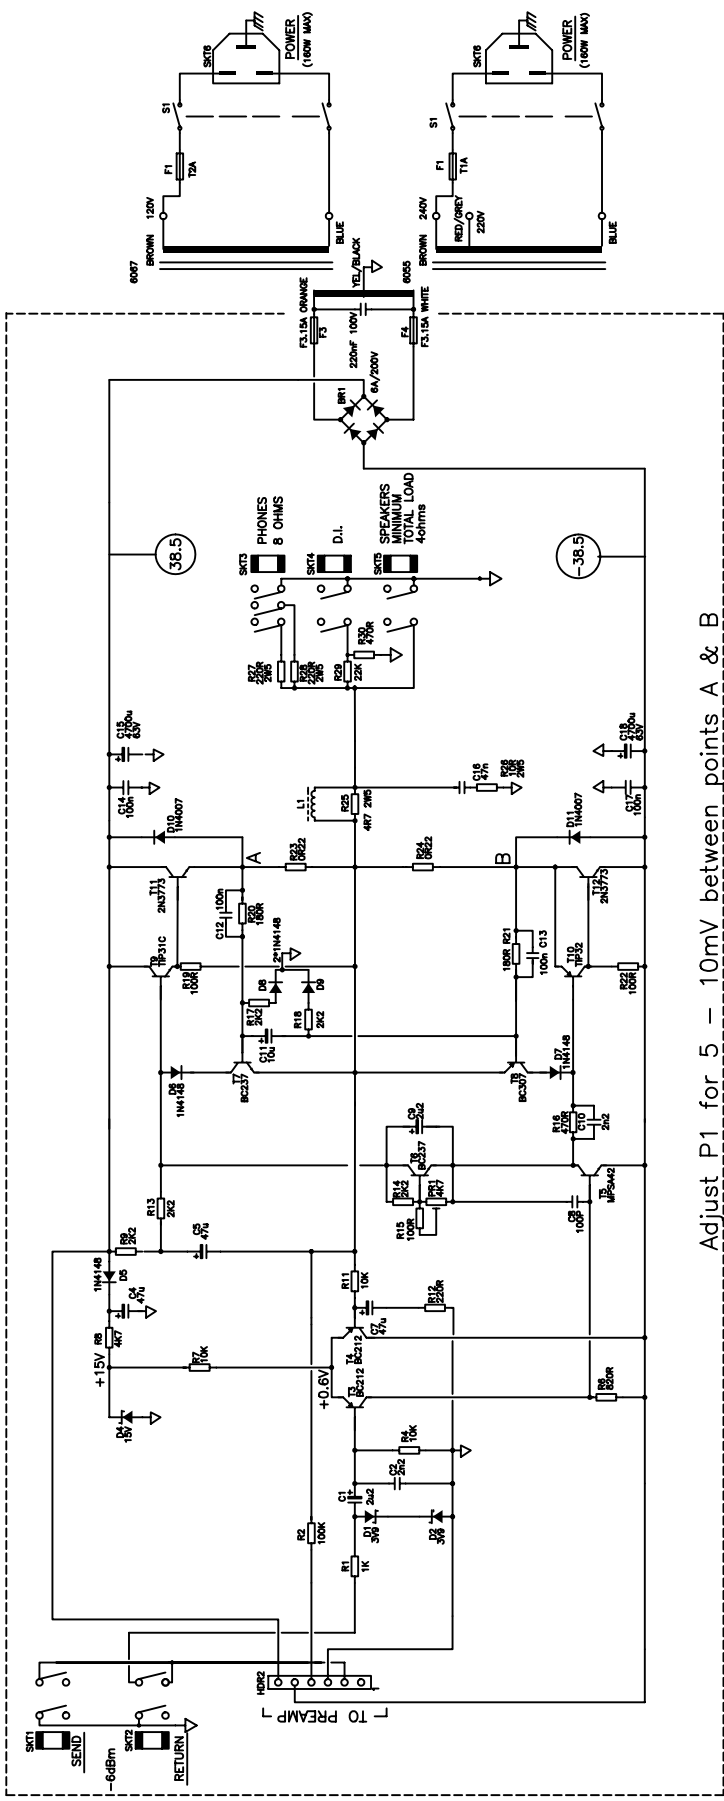 SKT1
SEND
-6dBm
SKT2
RETURN
HDR2
TO PREAMP
R1
1K
R2
100K
D1
3V9
D2
3V9
C1
2u2
C2
2n2
R4
10K
D4
15V
+15V
R8
4K7
C4
47u
1N4148
D5
R9
2K2
R7
10K
+0.6V
T3
BC212
T4
BC212
R6
820R
C7
47u
R12
220R
R11
10K
C5
47u
R13
2K2
R14
2K2
R15
100R
PR1
4K7
T6
BC237
C9
2u2
C8
100P
T5
MPSA42
R16
470R
C10
2n2
D6
1N4148
T7
BC237
T8
BC307
D7
1N4148
C11
10u
R17
2K2
R18
2K2
D8
D9
2*1N4148
T9
TIP31C
R19
100R
C12
100n
R20
180R
T10
TIP32
R22
100R
180R R21
100n C13
T11
2N3773
T12
2N3773
A
B
R23
0R22
R24
0R22
D10
1N4007
D11
1N4007
L1
R25
2W5
4R7
C16
47n
R26
10R
2W5
C14
100n
C15
4700u
63V
C17
100n
C18
4700u
63V
R27
220R
2W5
R28
220R
2W5
R29
22K
R30
470R
SKT3
PHONES
8 OHMS
SKT4
D.I.
SKT5
SPEAKERS
MINIMUM
TOTAL LOAD
4ohms
38.5
-38.5
BR1
6A/200V
220nF 100V
F3
F3.15A ORANGE
F4
F3.15A WHITE
YEL/BLACK
6067
6055
BROWN
120V
BLUE
F1
T2A
S1
SKT6
POWER
(160W MAX)
BROWN
240V
RED/GREY
220V
BLUE
F1
T1A
S1
SKT6
POWER
(160W MAX)
Adjust P1 for 5 - 10mV between points A & B